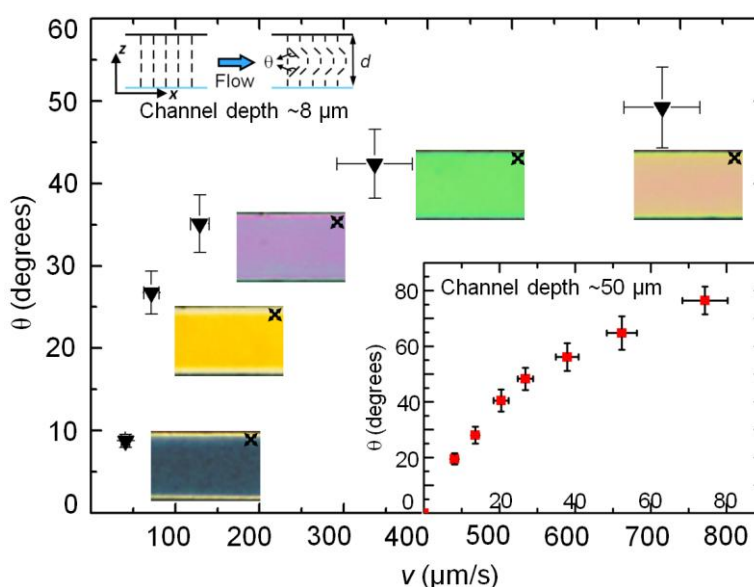 60
50
40
30
20
10
0
θ (degrees)
z
x
θ
Flow
d
Channel depth ~8 μm
Channel depth ~50 μm
80
60
40
20
0
θ (degrees)
20 40 60 80
100 200 300 400 500 600 700 800
v (μm/s)